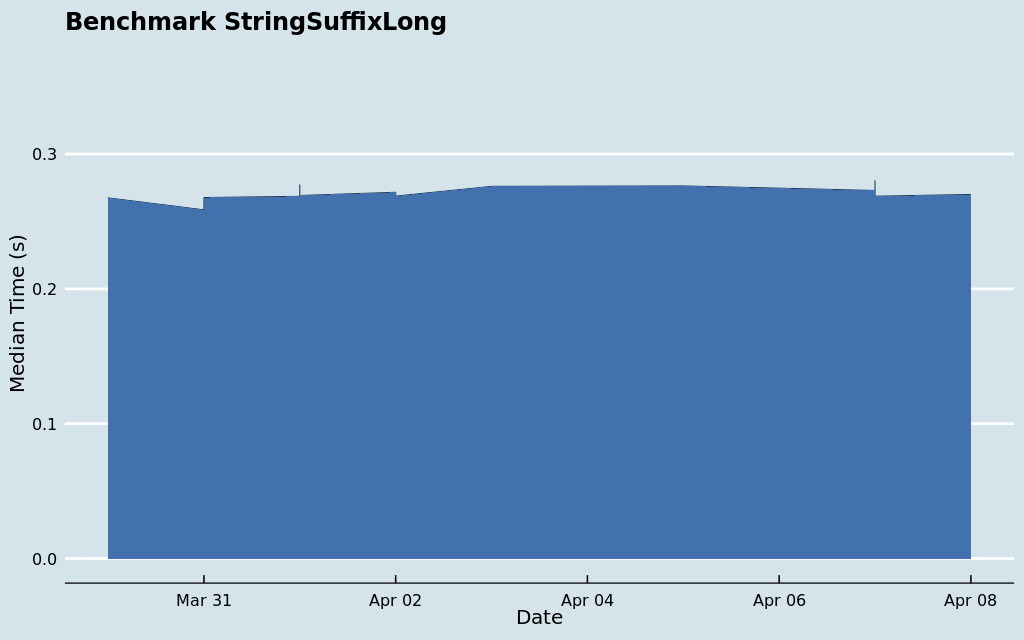 Benchmark StringSuffixLong
Median Time (s)
0.3
0.2
0.1
0.0
Mar 31
Apr 02
Apr 04
Apr 06
Apr 08
Date